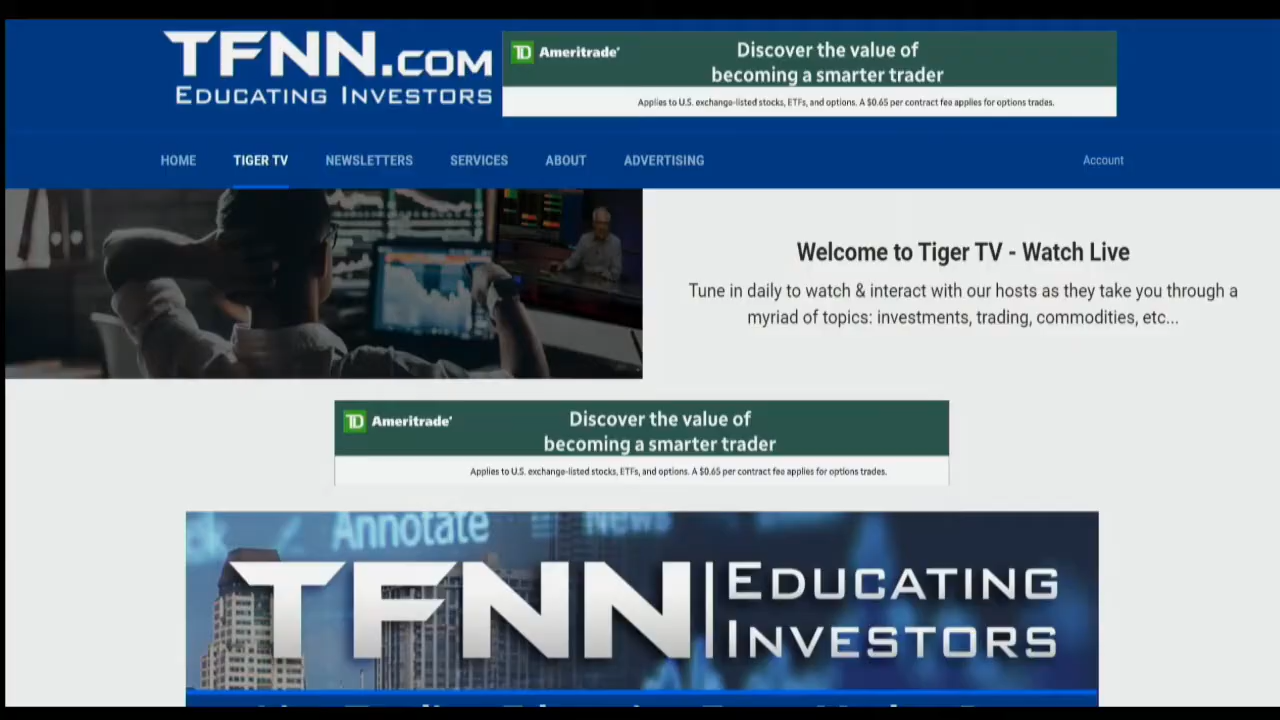 TFNN.COM
EDUCATING INVESTORS
TD Ameritrade
Discover the value of
becoming a smarter trader
Applies to U.S. exchange-listed stocks, ETFs, and options. A $0.65 per contract fee applies for options trades.
HOME TIGER TV NEWSLETTERS SERVICES ABOUT ADVERTISING Account
Welcome to Tiger TV - Watch Live
Tune in daily to watch & interact with our hosts as they take you through a
myriad of topics: investments, trading, commodities, etc...
TD Ameritrade
Discover the value of
becoming a smarter trader
Applies to U.S. exchange-listed stocks, ETFs, and options. A $0.65 per contract fee applies for options trades.
Annotate News
TFNN EDUCATING
INVESTORS